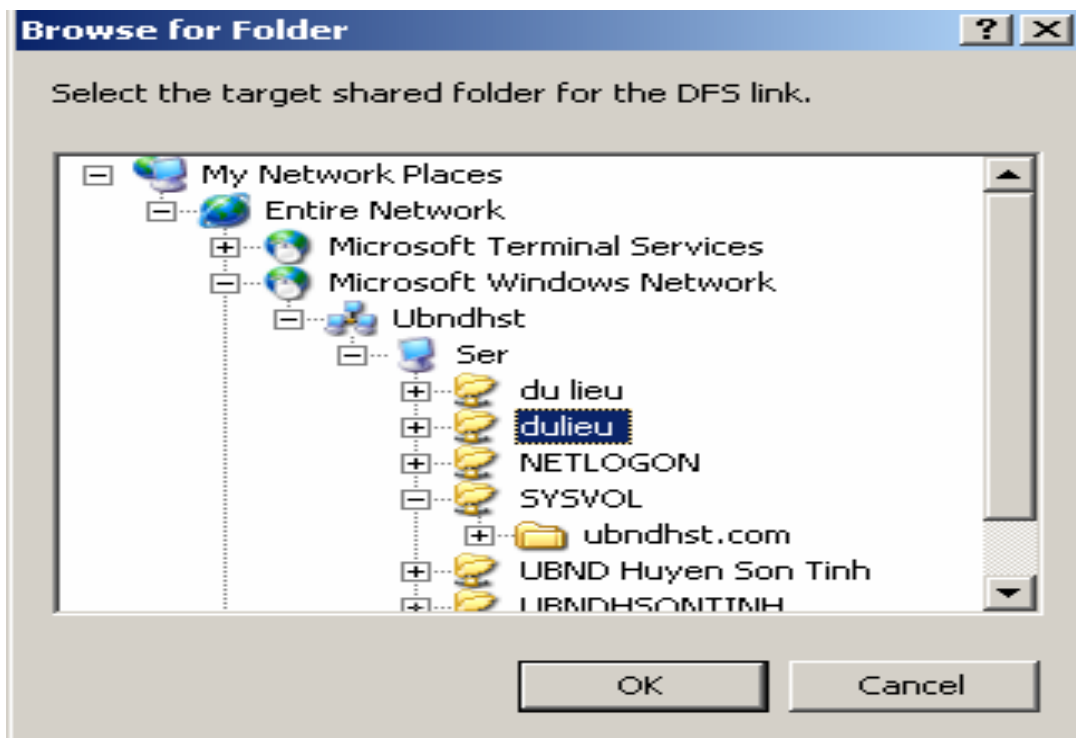 Browse for Folder
Select the target shared folder for the DFS link.
My Network Places
Entire Network
Microsoft Terminal Services
Microsoft Windows Network
Ubndhst
Ser
du lieu
dulieu
NETLOGON
SYSVOL
ubndhst.com
UBND Huyen Son Tinh
UBNDHSONTINH
OK Cancel